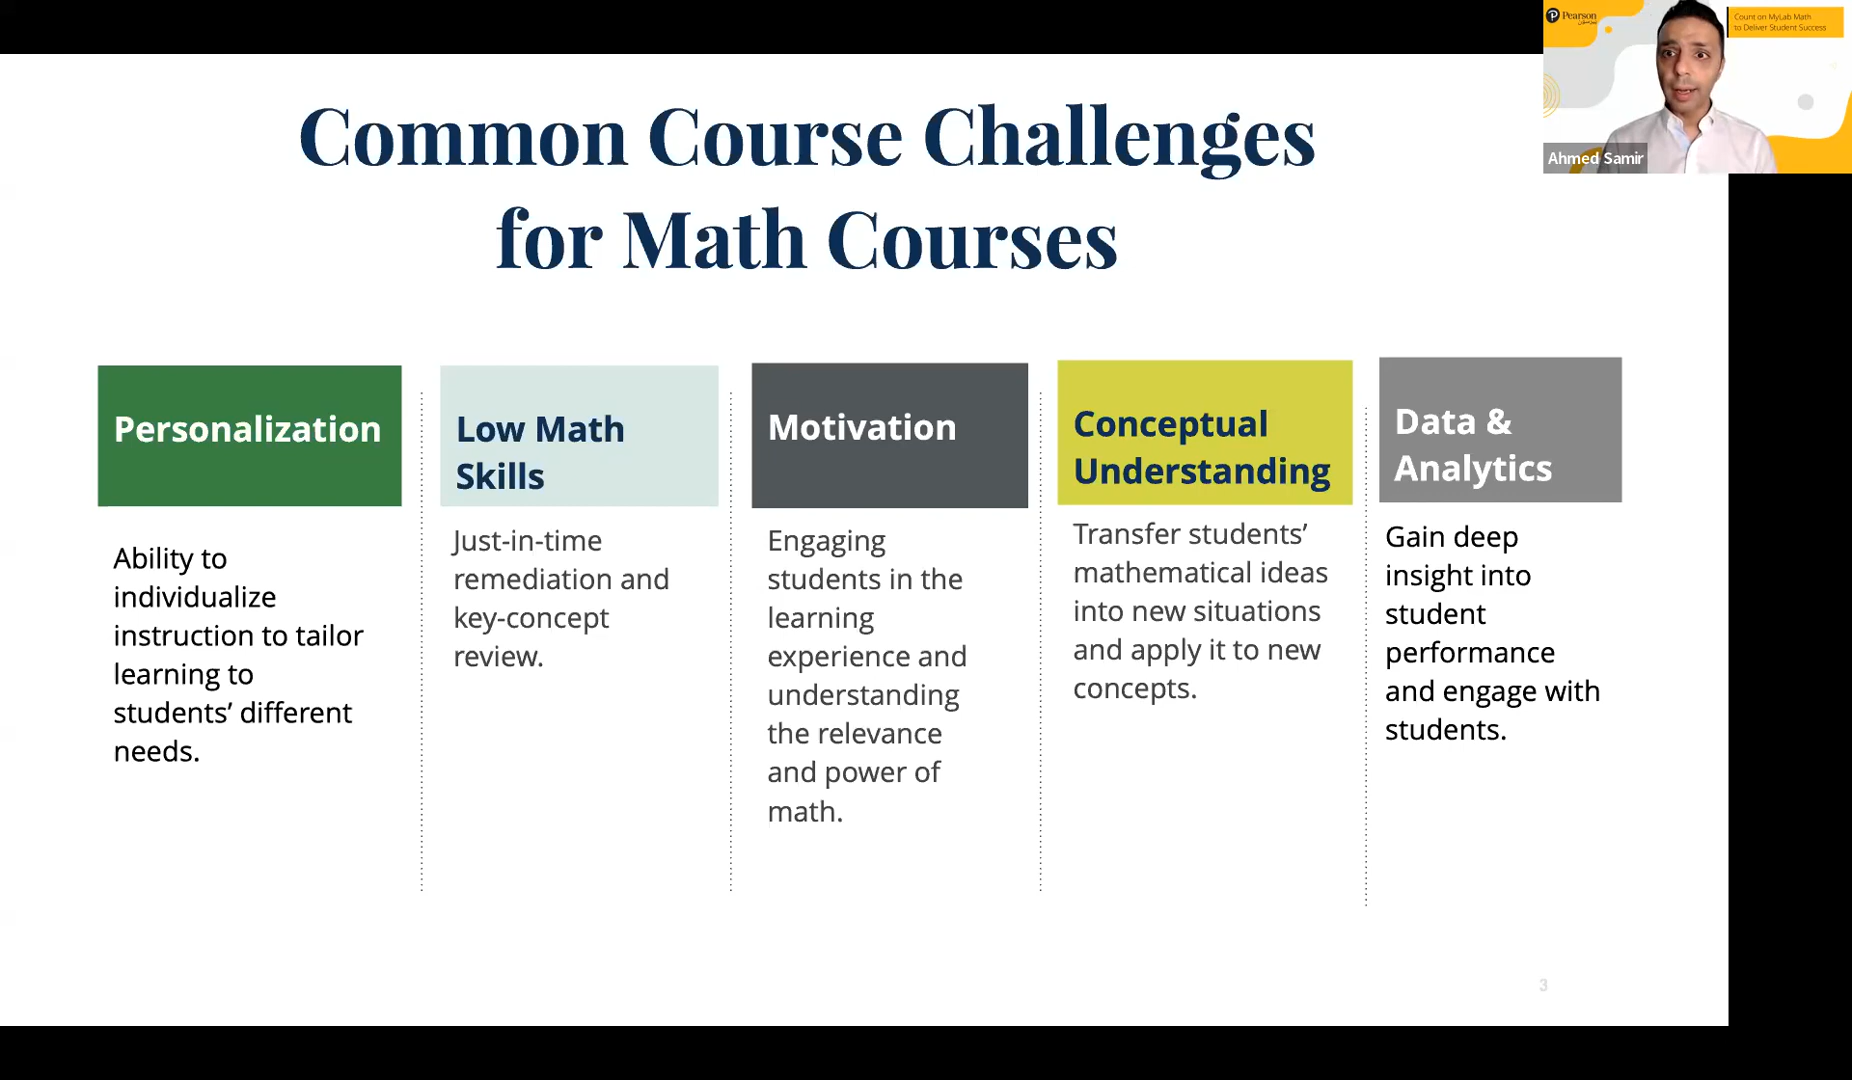 Pearson
Count on MyLab Math
to Deliver Student Success
Ahmed Samir
Common Course Challenges
for Math Courses
Personalization
Ability to
individualize
instruction to tailor
learning to
students’ different
needs.
Low Math
Skills
Just-in-time
remediation and
key-concept
review.
Motivation
Engaging
students in the
learning
experience and
understanding
the relevance
and power of
math.
Conceptual
Understanding
Transfer students’
mathematical ideas
into new situations
and apply it to new
concepts.
Data &
Analytics
Gain deep
insight into
student
performance
and engage with
students.
3